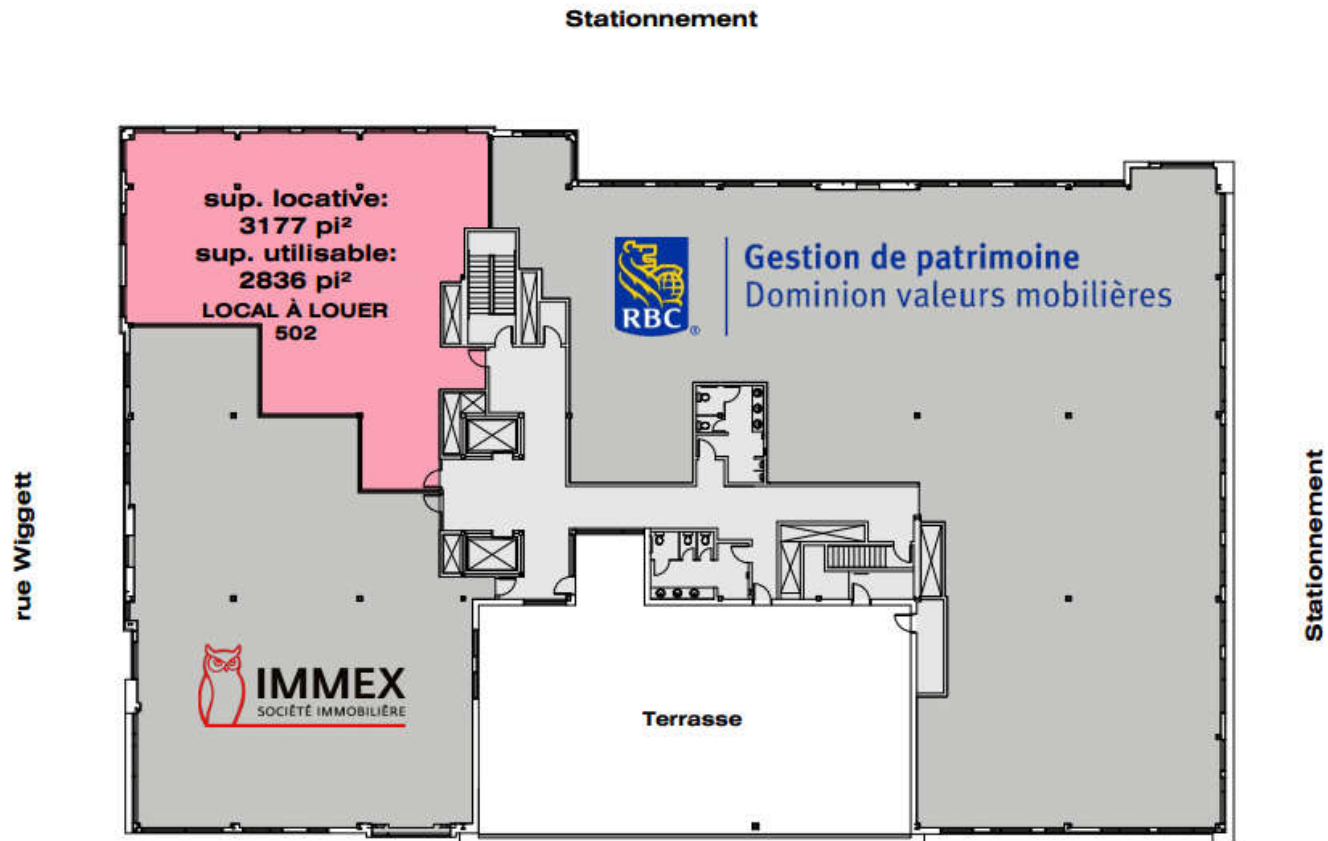 Stationnement
sup. locative:
3177 pi²
sup. utilisable:
2836 pi²
LOCAL À LOUER
502
RBC
®
Gestion de patrimoine
Dominion valeurs mobilières
rue Wiggett
Stationnement
IMMEX
SOCIÉTÉ IMMOBILIÈRE
Terrasse